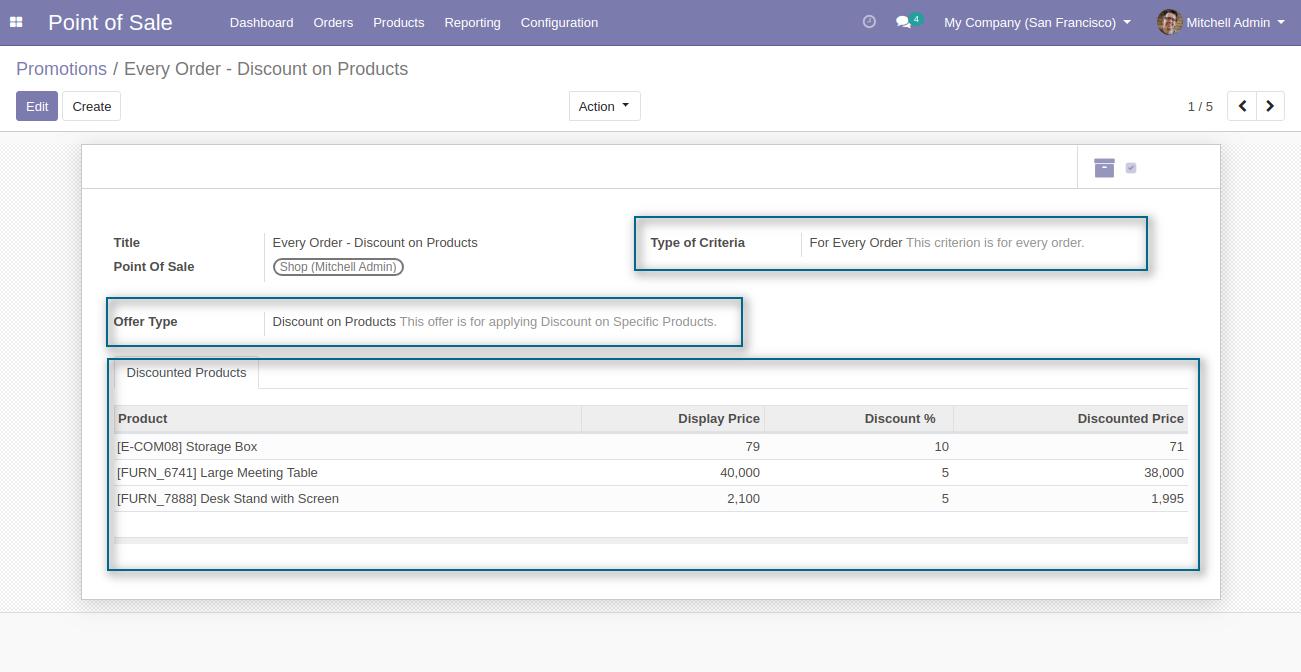 Point of Sale Dashboard Orders Products Reporting Configuration 4 My Company (San Francisco) Mitchell Admin
Promotions / Every Order - Discount on Products
Edit Create Action 1 / 5
Title Every Order - Discount on Products Type of Criteria For Every Order This criterion is for every order.
Point Of Sale Shop (Mitchell Admin)
Offer Type Discount on Products This offer is for applying Discount on Specific Products.
Discounted Products
Product Display Price Discount % Discounted Price
[E-COM08] Storage Box 79 10 71
[FURN_6741] Large Meeting Table 40,000 5 38,000
[FURN_7888] Desk Stand with Screen 2,100 5 1,995